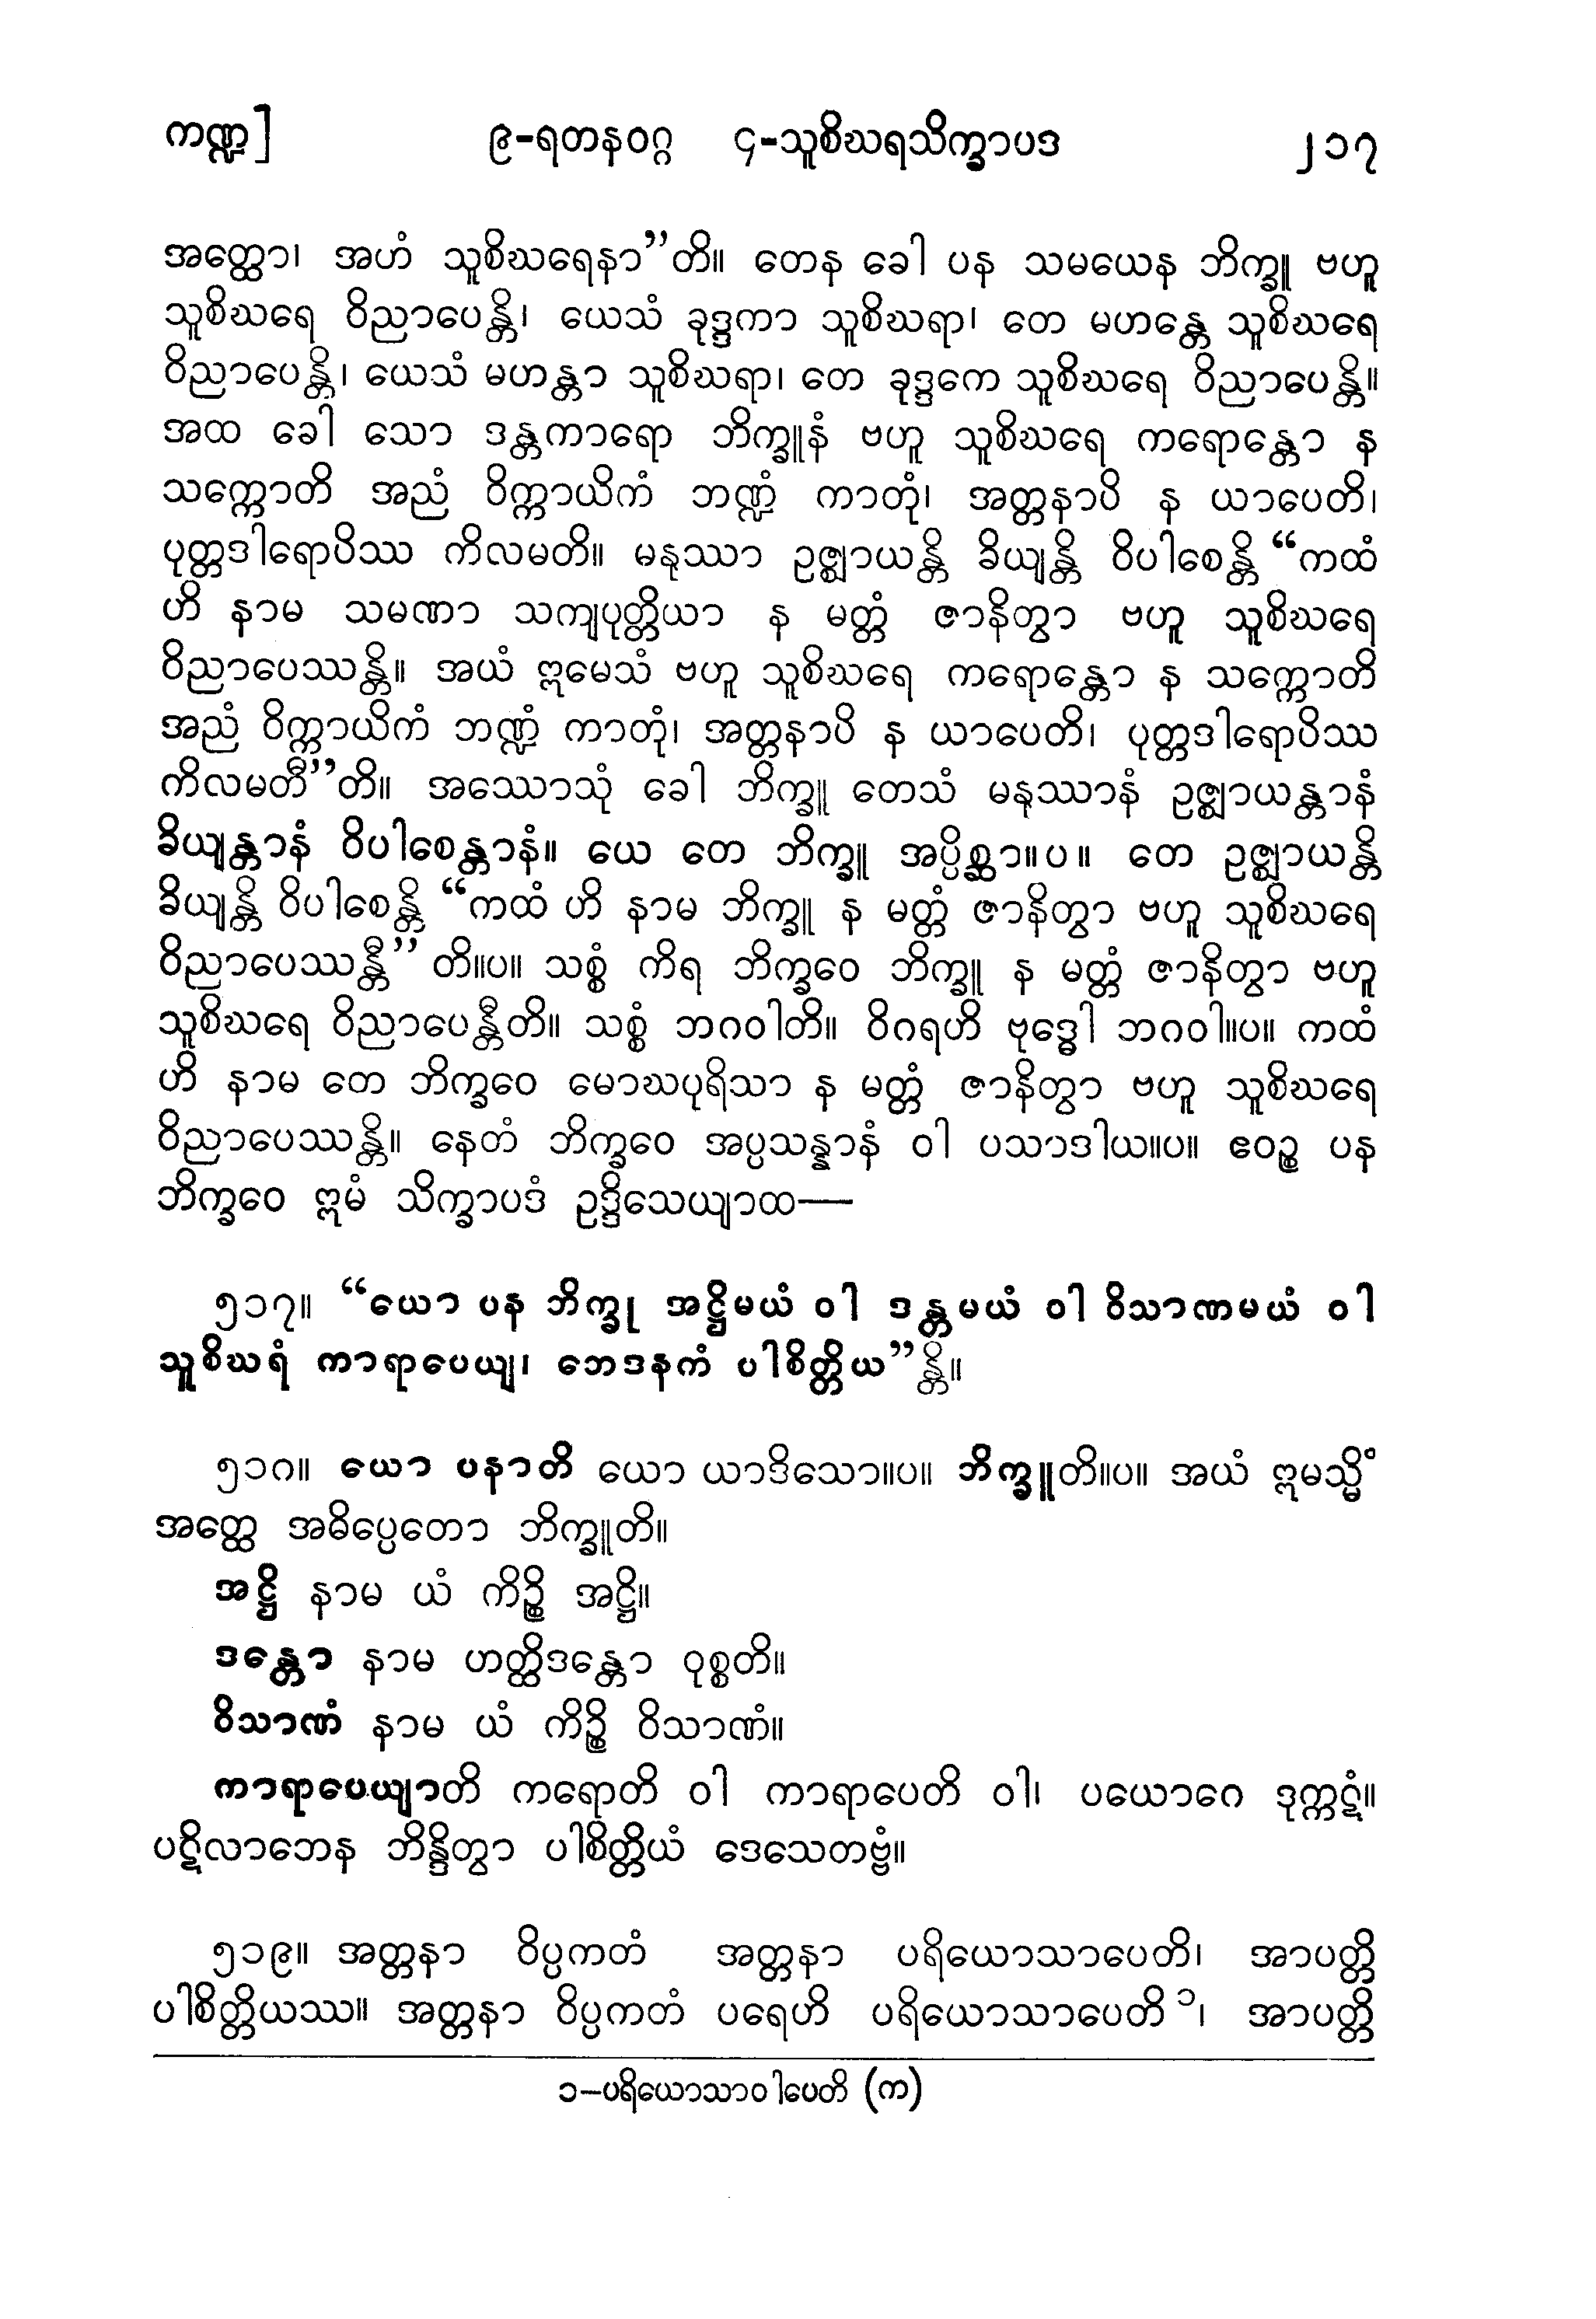 ကဏ္ဍ] ၉-ရတနဝဂ္ဂ ၄-သူစိဃရသိက္ခာပဒ ၂၁၇
အတ္ထော၊ အဟံ သူစိဃရေနာ”တိ။ တေန ခေါ ပန သမယေန ဘိက္ခူ ဗဟူ
သူစိဃရေ ဝိညာပေန္တိ၊ ယေသံ ခုဒ္ဒကာ သူစိဃရာ၊ တေ မဟန္တေ သူစိဃရေ
ဝိညာပေန္တိ၊ ယေသံ မဟန္တာ သူစိဃရာ၊ တေ ခုဒ္ဒကေ သူစိဃရေ ဝိညာပေန္တိ။
အထ ခေါ သော ဒန္တကာရော ဘိက္ခူနံ ဗဟူ သူစိဃရေ ကရောန္တော န
သက္ကောတိ အညံ ဝိက္ကာယိကံ ဘဏ္ဍံ ကာတုံ၊ အတ္တနာပိ န ယာပေတိ၊
ပုတ္တဒါရောပိဿ ကိလမတိ။ မနုဿာ ဥဇ္ဈာယန္တိ ခိယျန္တိ ဝိပါစေန္တိ “ကထံ
ဟိ နာမ သမဏာ သကျပုတ္တိယာ န မတ္တံ ဇာနိတွာ ဗဟူ သူစိဃရေ
ဝိညာပေဿန္တိ။ အယံ ဣမေသံ ဗဟူ သူစိဃရေ ကရောန္တော န သက္ကောတိ
အညံ ဝိက္ကာယိကံ ဘဏ္ဍံ ကာတုံ၊ အတ္တနာပိ န ယာပေတိ၊ ပုတ္တဒါရောပိဿ
ကိလမတီ”တိ။ အဿောသုံ ခေါ ဘိက္ခူ တေသံ မနုဿာနံ ဥဇ္ဈာယန္တာနံ
ခိယျန္တာနံ ဝိပါစေန္တာနံ။ ယေ တေ ဘိက္ခူ အပ္ပိစ္ဆာ။ပ။ တေ ဥဇ္ဈာယန္တိ
ခိယျန္တိ ဝိပါစေန္တိ “ကထံ ဟိ နာမ ဘိက္ခူ န မတ္တံ ဇာနိတွာ ဗဟူ သူစိဃရေ
ဝိညာပေဿန္တီ” တိ။ပ။ သစ္စံ ကိရ ဘိက္ခဝေ ဘိက္ခူ န မတ္တံ ဇာနိတွာ ဗဟူ
သူစိဃရေ ဝိညာပေန္တီတိ။ သစ္စံ ဘဂဝါတိ။ ဝိဂရဟိ ဗုဒ္ဓေါ ဘဂဝါ။ပ။ ကထံ
ဟိ နာမ တေ ဘိက္ခဝေ မောဃပုရိသာ န မတ္တံ ဇာနိတွာ ဗဟူ သူစိဃရေ
ဝိညာပေဿန္တိ။ နေတံ ဘိက္ခဝေ အပ္ပသန္နာနံ ဝါ ပသာဒါယ။ပ။ ဧဝဉ္စ ပန
ဘိက္ခဝေ ဣမံ သိက္ခာပဒံ ဥဒ္ဒိသေယျာထ—
၅၁၇။ “ယော ပန ဘိက္ခု အဋ္ဌိမယံ ဝါ ဒန္တမယံ ဝါ ဝိသာဏမယံ ဝါ
သူစိဃရံ ကာရာပေယျ၊ ဘေဒနကံ ပါစိတ္တိယ”န္တိ။
၅၁၈။ ယော ပနာတိ ယော ယာဒိသော။ပ။ ဘိက္ခူတိ။ပ။ အယံ ဣမသ္မိံ
အတ္ထေ အဓိပ္ပေတော ဘိက္ခူတိ။
အဋ္ဌိ နာမ ယံ ကိဉ္စိ အဋ္ဌိ။
ဒန္တော နာမ ဟတ္ထိဒန္တော ဝုစ္စတိ။
ဝိသာဏံ နာမ ယံ ကိဉ္စိ ဝိသာဏံ။
ကာရာပေယျာတိ ကရောတိ ဝါ ကာရာပေတိ ဝါ၊ ပယောဂေ ဒုက္ကဋံ။
ပဋိလာဘေန ဘိန္ဒိတွာ ပါစိတ္တိယံ ဒေသေတဗ္ဗံ။
၅၁၉။ အတ္တနာ ဝိပ္ပကတံ အတ္တနာ ပရိယောသာပေတိ၊ အာပတ္တိ
ပါစိတ္တိယဿ။ အတ္တနာ ဝိပ္ပကတံ ပရေဟိ ပရိယောသာပေတိ ၁၊ အာပတ္တိ
၁–ပရိယောသာဝါပေတိ (က)